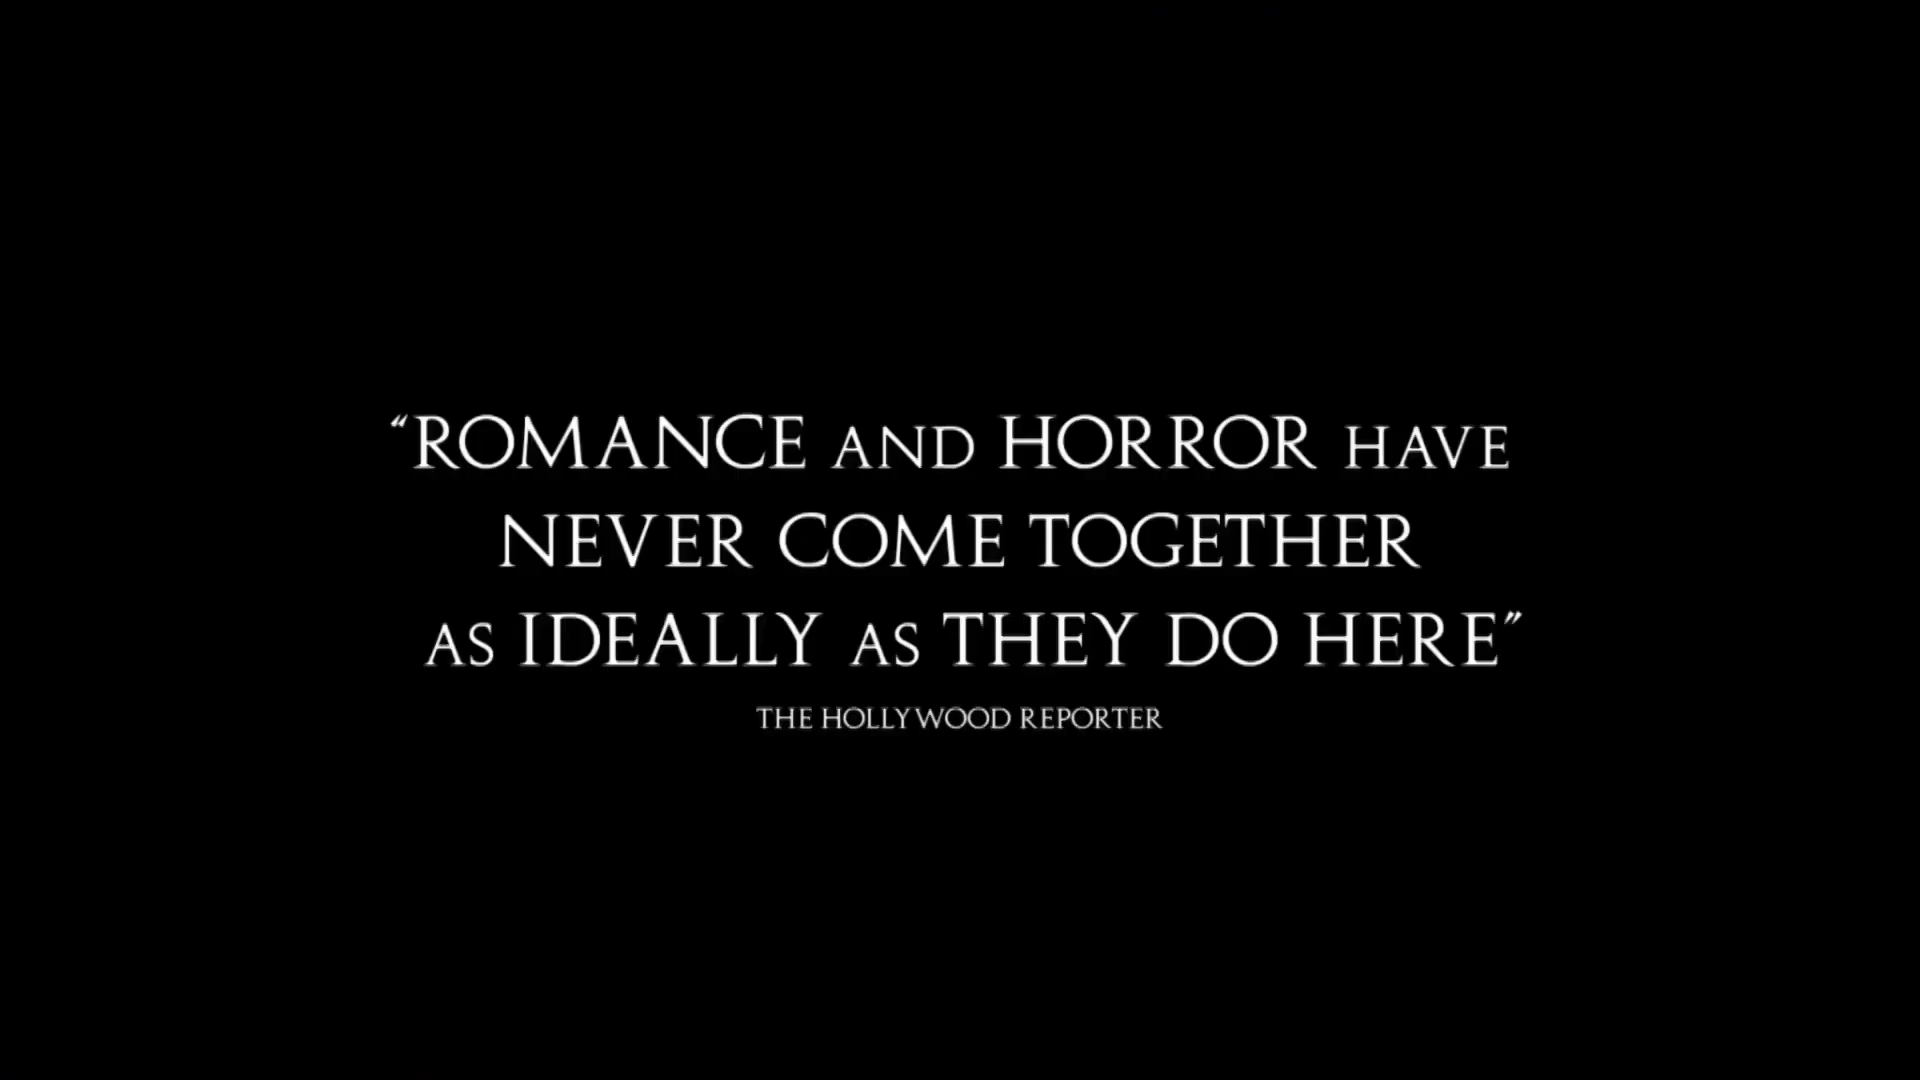 “ROMANCE AND HORROR HAVE
NEVER COME TOGETHER
AS IDEALLY AS THEY DO HERE”
THE HOLLYWOOD REPORTER